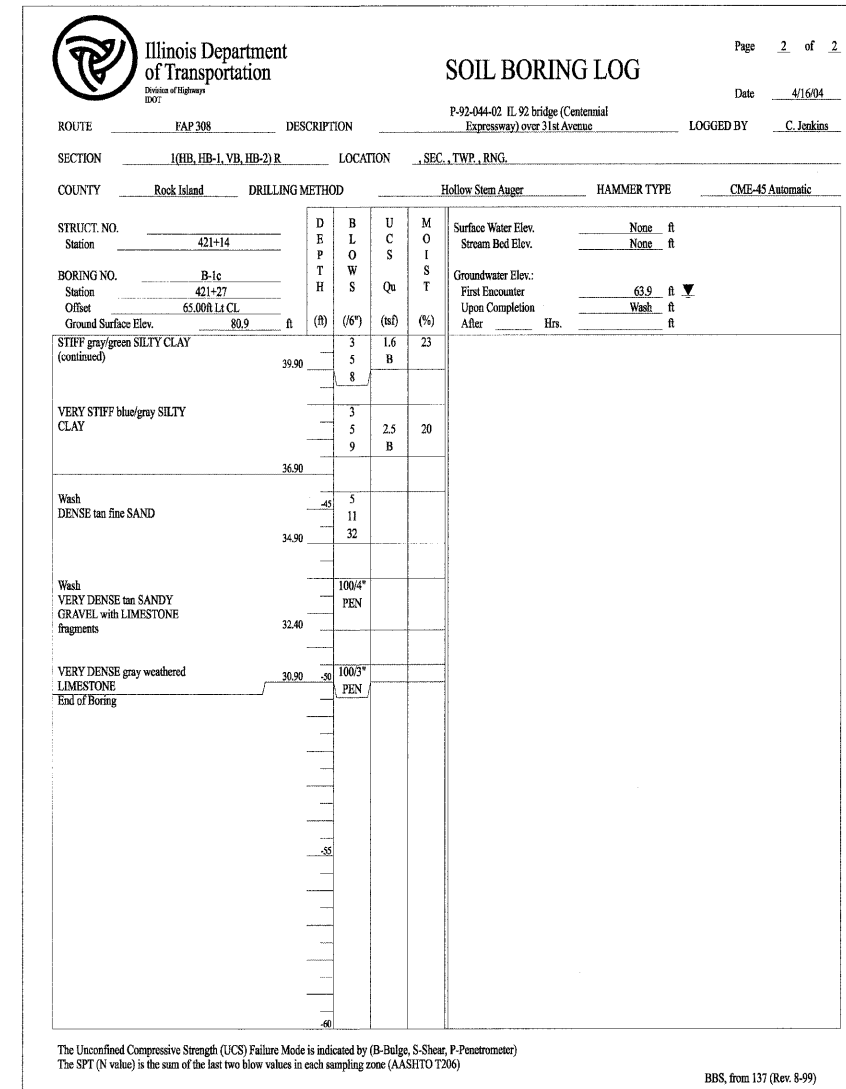 Illinois Department
of Transportation
Division of Highways
IDOT
SOIL BORING LOG
Page 2 of 2
Date 4/16/04
ROUTE FAP 308 DESCRIPTION P-92-044-02 IL 92 bridge (Centennial
Expressway) over 31st Avenue LOGGED BY C. Jenkins
SECTION 1(HB, HB-1, VB, HB-2) R LOCATION , SEC. , TWP. , RNG.
COUNTY Rock Island DRILLING METHOD Hollow Stem Auger HAMMER TYPE CME-45 Automatic
STRUCT. NO.
Station 421+14
BORING NO. B-1c
Station 421+27
Offset 65.00ft Lt CL
Ground Surface Elev. 80.9 ft
DEPTH (ft)
BLOWS (/6")
UCS Qu (tsf)
MOIST (%)
Surface Water Elev. None ft
Stream Bed Elev. None ft
Groundwater Elev.:
First Encounter 63.9 ft ▼
Upon Completion Wash ft
After Hrs. ft
STIFF gray/green SILTY CLAY 3 1.6 23
(continued) 39.90 5 B
8
VERY STIFF blue/gray SILTY 3
CLAY 5 2.5 20
9 B
36.90
Wash -45 5
DENSE tan fine SAND 11
34.90 32
Wash 100/4"
VERY DENSE tan SANDY PEN
GRAVEL with LIMESTONE
fragments 32.40
VERY DENSE gray weathered 30.90 -50 100/3"
LIMESTONE PEN
End of Boring
-55
-60
The Unconfined Compressive Strength (UCS) Failure Mode is indicated by (B-Bulge, S-Shear, P-Penetrometer)
The SPT (N value) is the sum of the last two blow values in each sampling zone (AASHTO T206)
BBS, from 137 (Rev. 8-99)